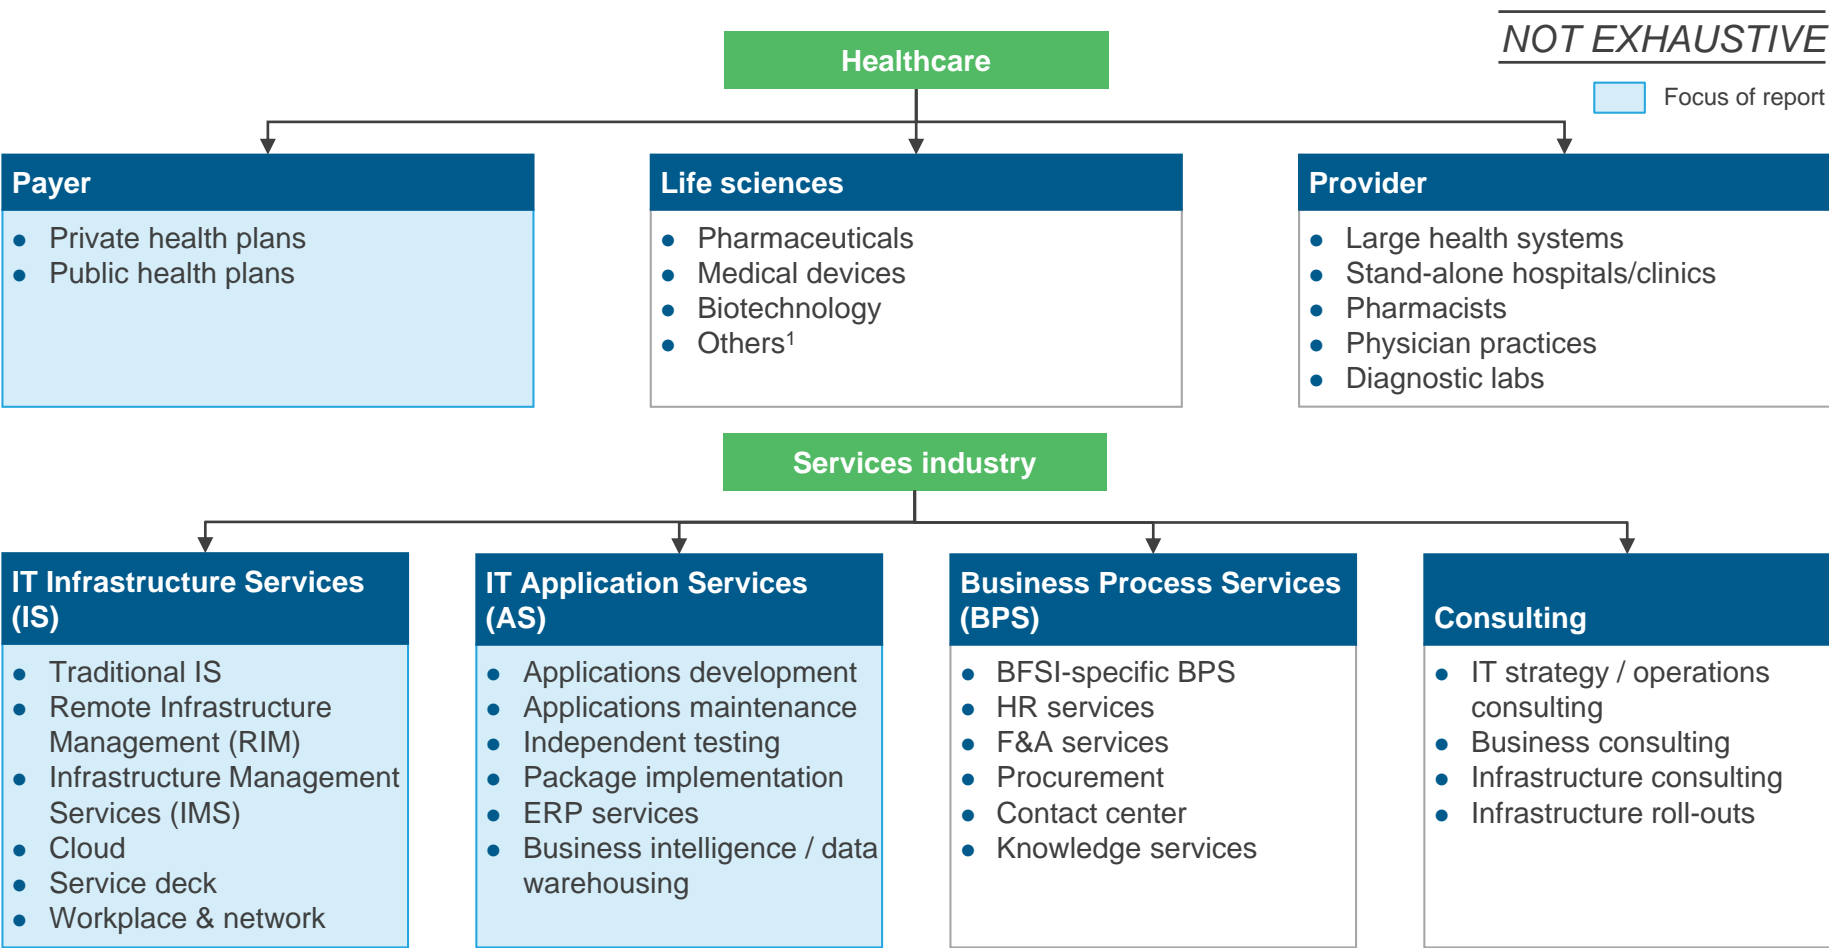 NOT EXHAUSTIVE
Healthcare
Focus of report
Payer
● Private health plans
● Public health plans
Life sciences
● Pharmaceuticals
● Medical devices
● Biotechnology
● Others¹
Provider
● Large health systems
● Stand-alone hospitals/clinics
● Pharmacists
● Physician practices
● Diagnostic labs
Services industry
IT Infrastructure Services
(IS)
● Traditional IS
● Remote Infrastructure
Management (RIM)
● Infrastructure Management
Services (IMS)
● Cloud
● Service deck
● Workplace & network
IT Application Services
(AS)
● Applications development
● Applications maintenance
● Independent testing
● Package implementation
● ERP services
● Business intelligence / data
warehousing
Business Process Services
(BPS)
● BFSI-specific BPS
● HR services
● F&A services
● Procurement
● Contact center
● Knowledge services
Consulting
● IT strategy / operations
consulting
● Business consulting
● Infrastructure consulting
● Infrastructure roll-outs